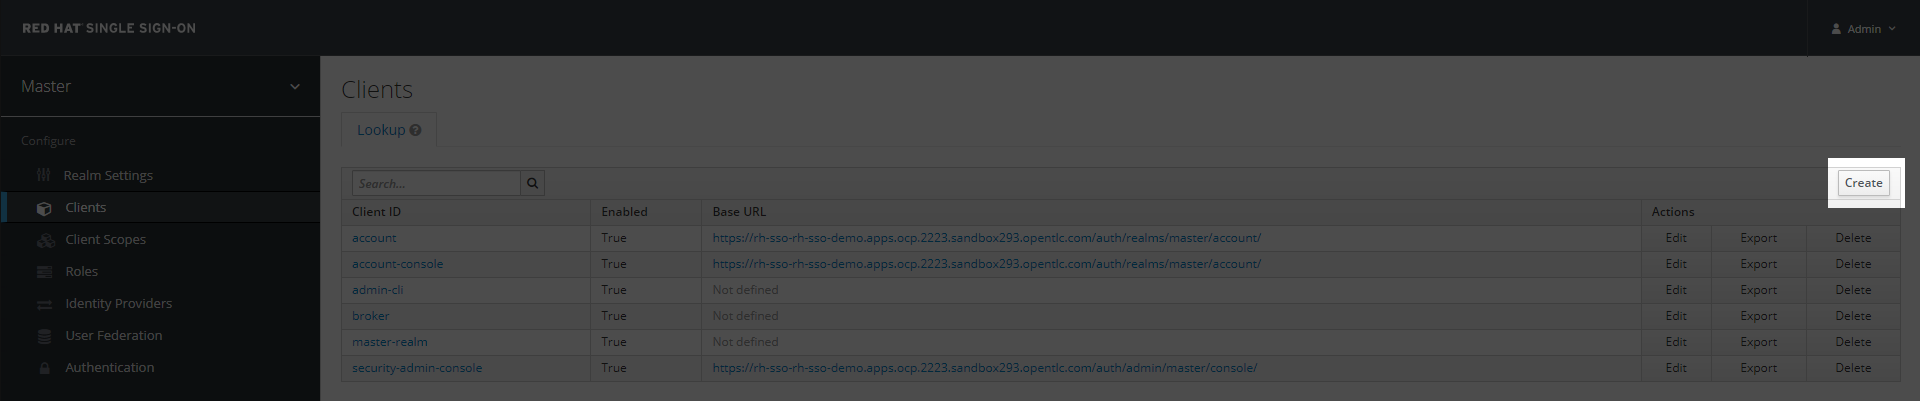 RED HAT SINGLE SIGN-ON
Admin
Master
Configure
Realm Settings
Clients
Client Scopes
Roles
Identity Providers
User Federation
Authentication
Clients
Lookup
Search...
Create
Client ID Enabled Base URL Actions
account True https://rh-sso-rh-sso-demo.apps.ocp.2223.sandbox293.opentlc.com/auth/realms/master/account/ Edit Export Delete
account-console True https://rh-sso-rh-sso-demo.apps.ocp.2223.sandbox293.opentlc.com/auth/realms/master/account/ Edit Export Delete
admin-cli True Not defined Edit Export Delete
broker True Not defined Edit Export Delete
master-realm True Not defined Edit Export Delete
security-admin-console True https://rh-sso-rh-sso-demo.apps.ocp.2223.sandbox293.opentlc.com/auth/admin/master/console/ Edit Export Delete